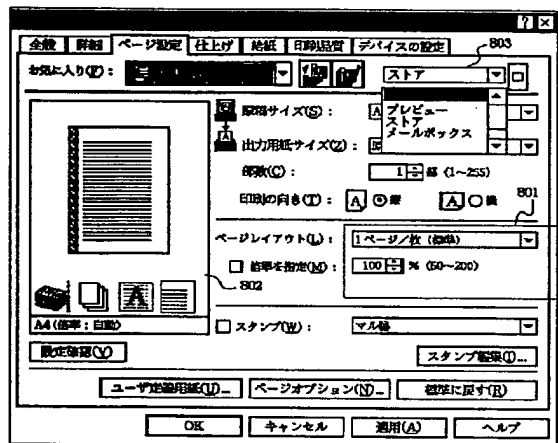 ? ×
全般 詳細 ページ設定 仕上げ 給紙 印刷品質 デバイスの設定
803
お気に入り(F): ストア
プレビュー
ストア
メールボックス
原稿サイズ(S): A
出力用紙サイズ(Z):
部数(C): 1 部 (1~255)
印刷の向き(T): A 縦 A 横
801
ページレイアウト(L): 1ページ/枚 (標準)
倍率を指定(M): 100 % (50~200)
802
A4(倍率:自動)
スタンプ(W): マル秘
設定確認(V) スタンプ編集(I)...
ユーザ定義用紙(U)... ページオプション(N)... 標準に戻す(R)
OK キャンセル 適用(A) ヘルプ